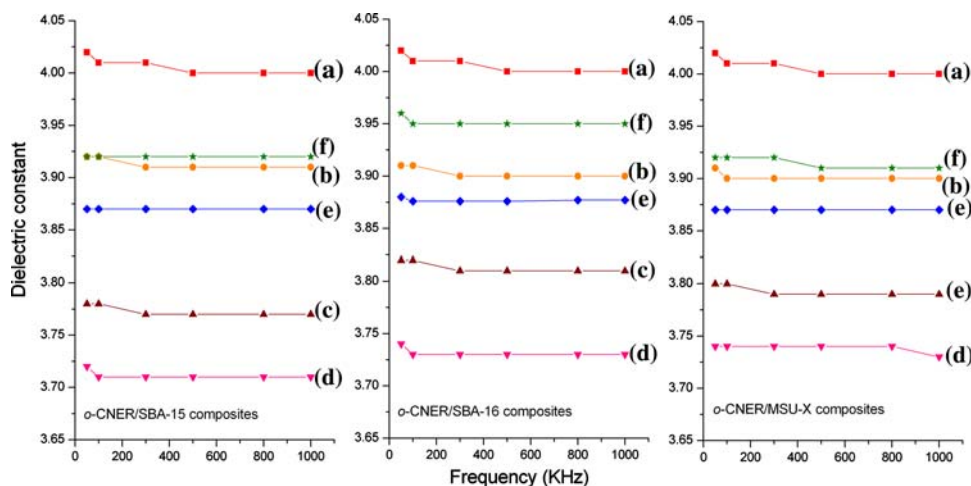 Dielectric constant
4.05
4.00
3.95
3.90
3.85
3.80
3.75
3.70
3.65
(a)
(f)
(b)
(e)
(c)
(d)
o-CNER/SBA-15 composites
0 200 400 600 800 1000
4.05
4.00
3.95
3.90
3.85
3.80
3.75
3.70
3.65
(a)
(f)
(b)
(e)
(c)
(d)
o-CNER/SBA-16 composites
0 200 400 600 800 1000
4.05
4.00
3.95
3.90
3.85
3.80
3.75
3.70
3.65
(a)
(f)
(b)
(e)
(e)
(d)
o-CNER/MSU-X composites
0 200 400 600 800 1000
Frequency (KHz)